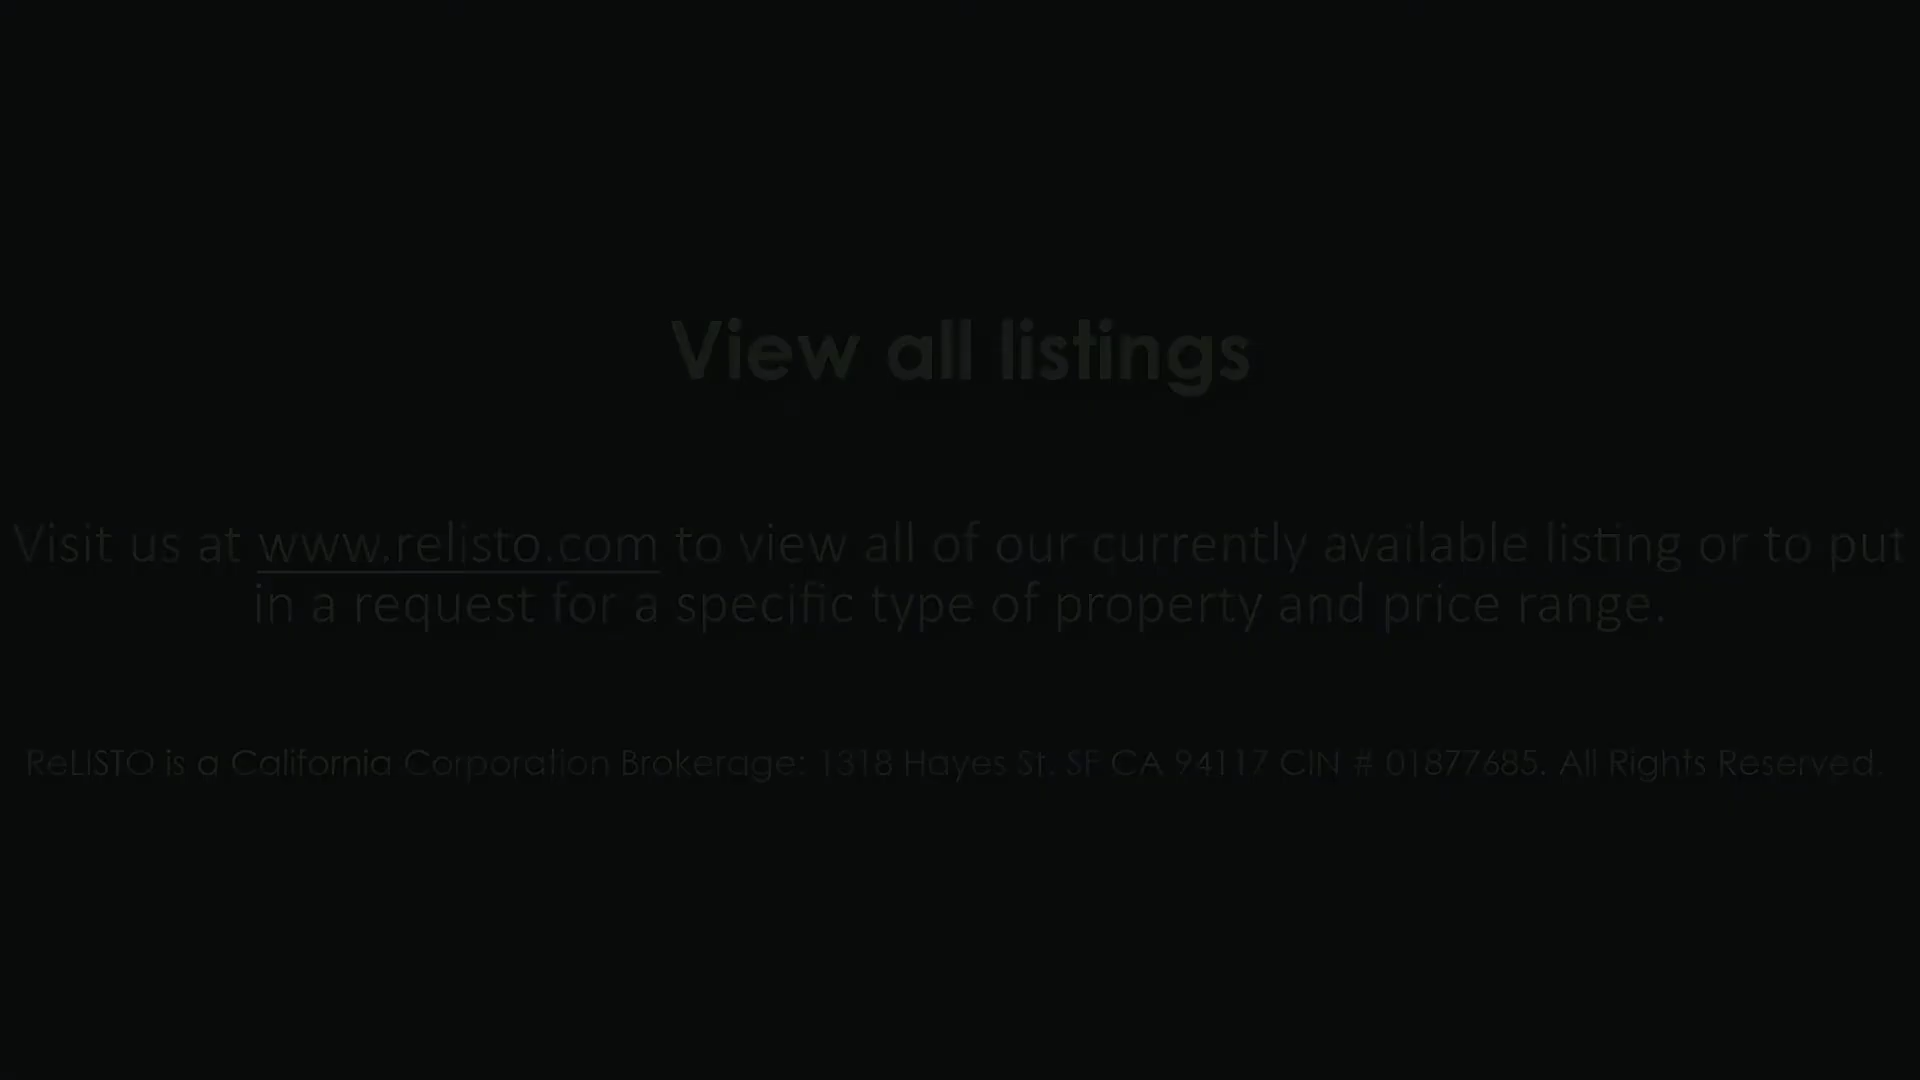 View all listings
Visit us at www.relisto.com to view all of our currently available listing or to put
in a request for a specific type of property and price range.
ReLISTO is a California Corporation Brokerage: 1318 Hayes St. SF CA 94117 CIN # 01877685. All Rights Reserved.